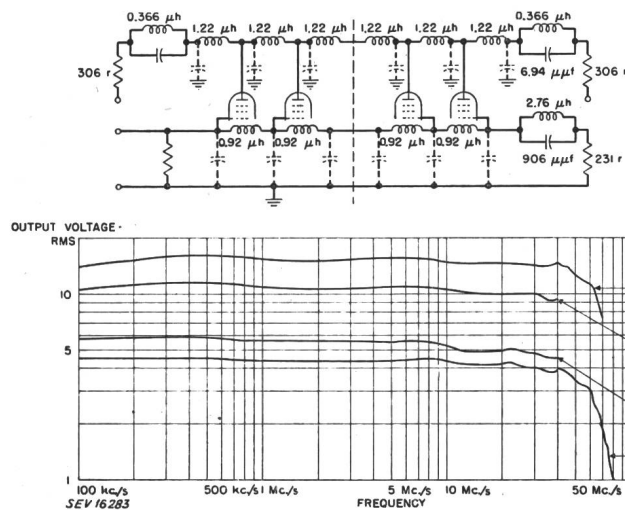 0.366 μh
1.22 μh
1.22 μh
1.22 μh
1.22 μh
1.22 μh
1.22 μh
0.366 μh
306 r
6.94 μμf
306 r
2.76 μh
0.92 μh
0.92 μh
0.92 μh
0.92 μh
906 μμf
231 r
OUTPUT VOLTAGE-
RMS
10
5
1
100 kc./s
500 kc./s
1 Mc./s
5 Mc./s
10 Mc./s
50 Mc./s
SEV 16283
FREQUENCY